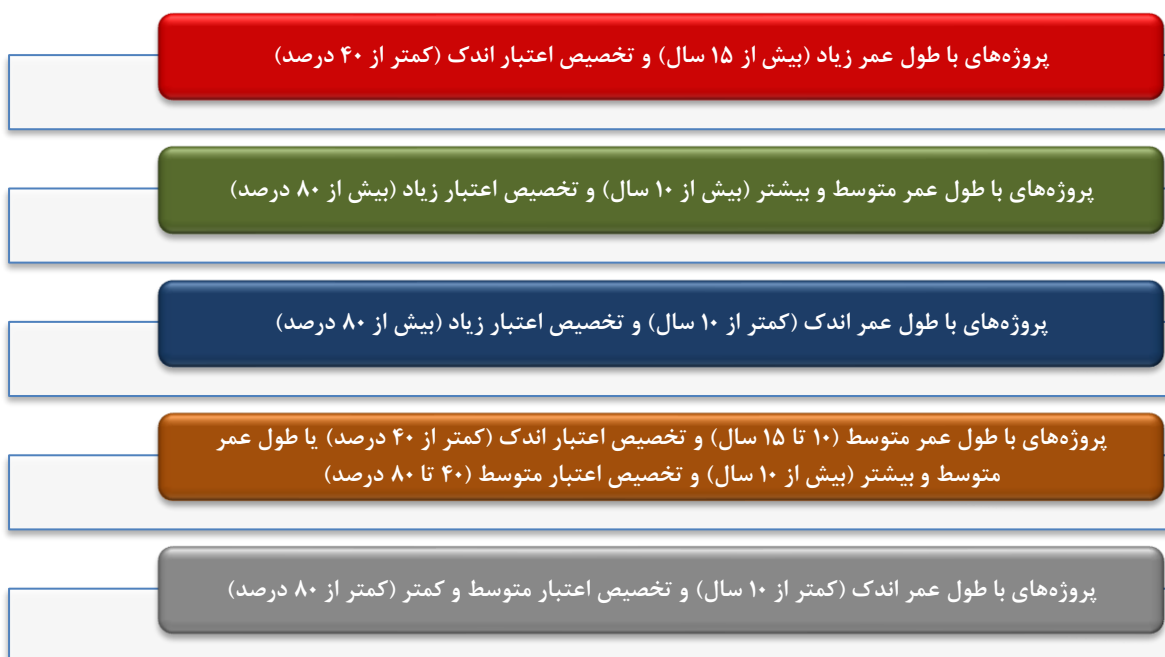 پروژه‌های با طول عمر زیاد (بیش از ۱۵ سال) و تخصیص اعتبار اندک (کمتر از ۴۰ درصد)
پروژه‌های با طول عمر متوسط و بیشتر (بیش از ۱۰ سال) و تخصیص اعتبار زیاد (بیش از ۸۰ درصد)
پروژه‌های با طول عمر اندک (کمتر از ۱۰ سال) و تخصیص اعتبار زیاد (بیش از ۸۰ درصد)
پروژه‌های با طول عمر متوسط (۱۰ تا ۱۵ سال) و تخصیص اعتبار اندک (کمتر از ۴۰ درصد) یا طول عمر
متوسط و بیشتر (بیش از ۱۰ سال) و تخصیص اعتبار متوسط (۴۰ تا ۸۰ درصد)
پروژه‌های با طول عمر اندک (کمتر از ۱۰ سال) و تخصیص اعتبار متوسط و کمتر (کمتر از ۸۰ درصد)